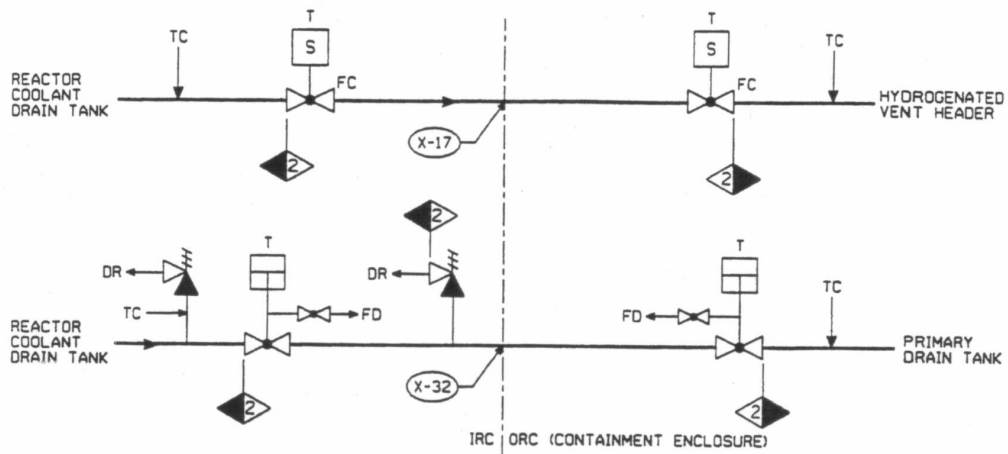 T
T
TC
S
S
TC
FC
FC
REACTOR
COOLANT
DRAIN TANK
HYDROGENATED
VENT HEADER
X-17
2
2
2
T
T
DR
DR
TC
FD
FD
TC
REACTOR
COOLANT
DRAIN TANK
PRIMARY
DRAIN TANK
X-32
2
2
IRC ORC (CONTAINMENT ENCLOSURE)